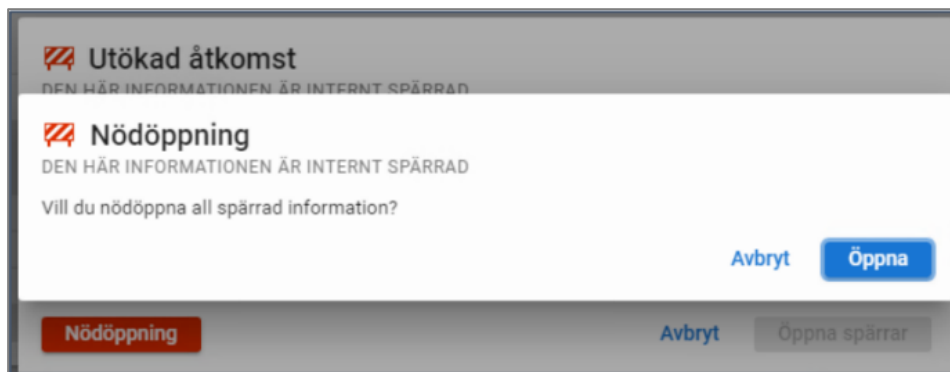 Utökad åtkomst
DEN HÄR INFORMATIONEN ÄR INTERNT SPÄRRAD
Nödöppning
DEN HÄR INFORMATIONEN ÄR INTERNT SPÄRRAD
Vill du nödöppna all spärrad information?
Avbryt Öppna
Nödöppning Avbryt Öppna spärrar